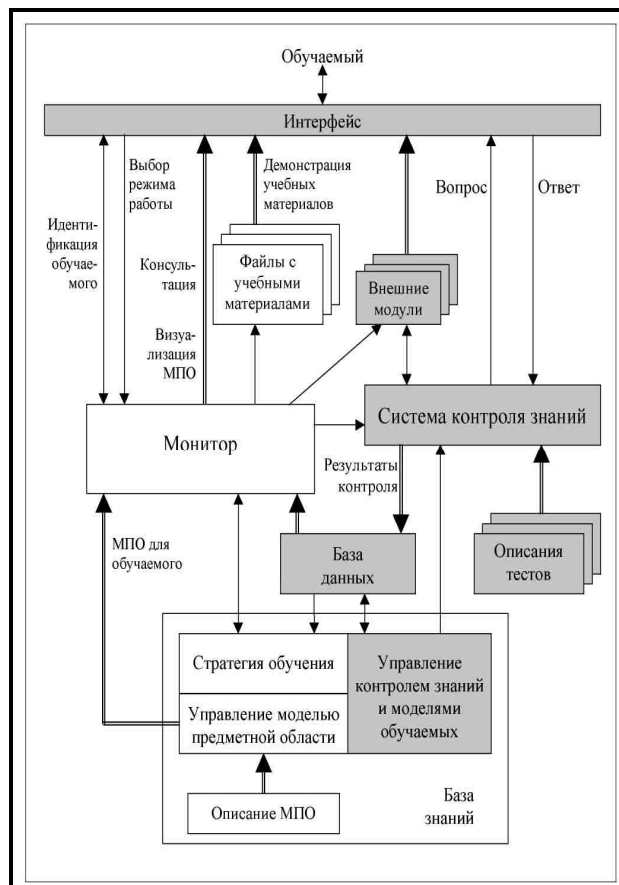 Обучаемый
Интерфейс
Выбор
режима
работы
Демонстрация
учебных
материалов
Вопрос
Ответ
Иденти-
фикация
обучае-
мого
Консуль-
тация
Файлы с
учебными
материалами
Внешние
модули
Визуа-
лизация
МПО
Монитор
Система контроля знаний
Результаты
контроля
МПО для
обучаемого
База
данных
Описания
тестов
Стратегия обучения
Управление
контролем знаний
и моделями
обучаемых
Управление моделью
предметной области
Описание МПО
База
знаний